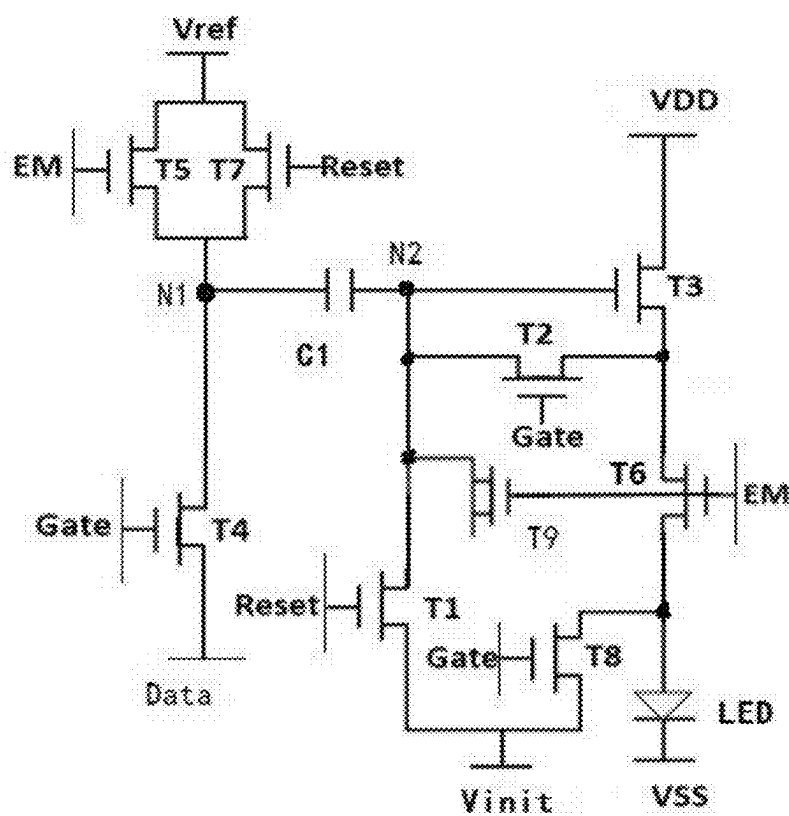 Vref
VDD
EM
T5
T7
Reset
N2
N1
T3
T2
C1
Gate
T6
EM
Gate
T4
T9
Reset
T1
Gate
T8
Data
LED
Vinit
VSS